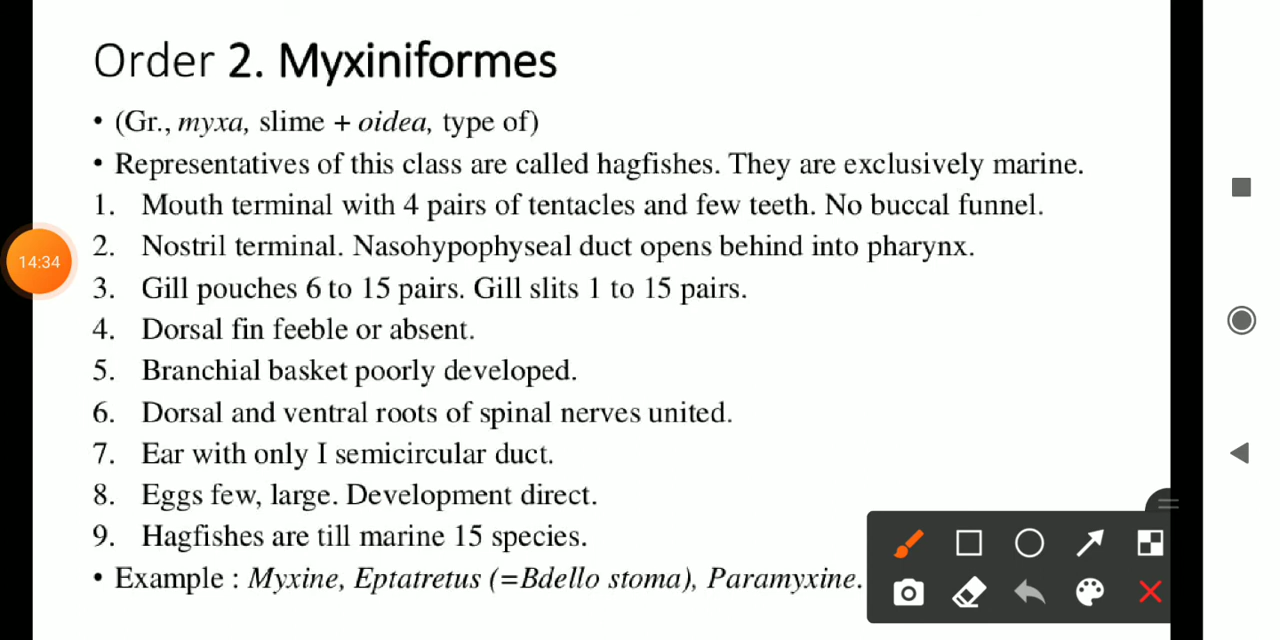 Order 2. Myxiniformes
• (Gr., myxa, slime + oidea, type of)
• Representatives of this class are called hagfishes. They are exclusively marine.
1. Mouth terminal with 4 pairs of tentacles and few teeth. No buccal funnel.
2. Nostril terminal. Nasohypophyseal duct opens behind into pharynx.
14:34
3. Gill pouches 6 to 15 pairs. Gill slits 1 to 15 pairs.
4. Dorsal fin feeble or absent.
5. Branchial basket poorly developed.
6. Dorsal and ventral roots of spinal nerves united.
7. Ear with only I semicircular duct.
8. Eggs few, large. Development direct.
9. Hagfishes are till marine 15 species.
• Example : Myxine, Eptatretus (=Bdello stoma), Paramyxine.